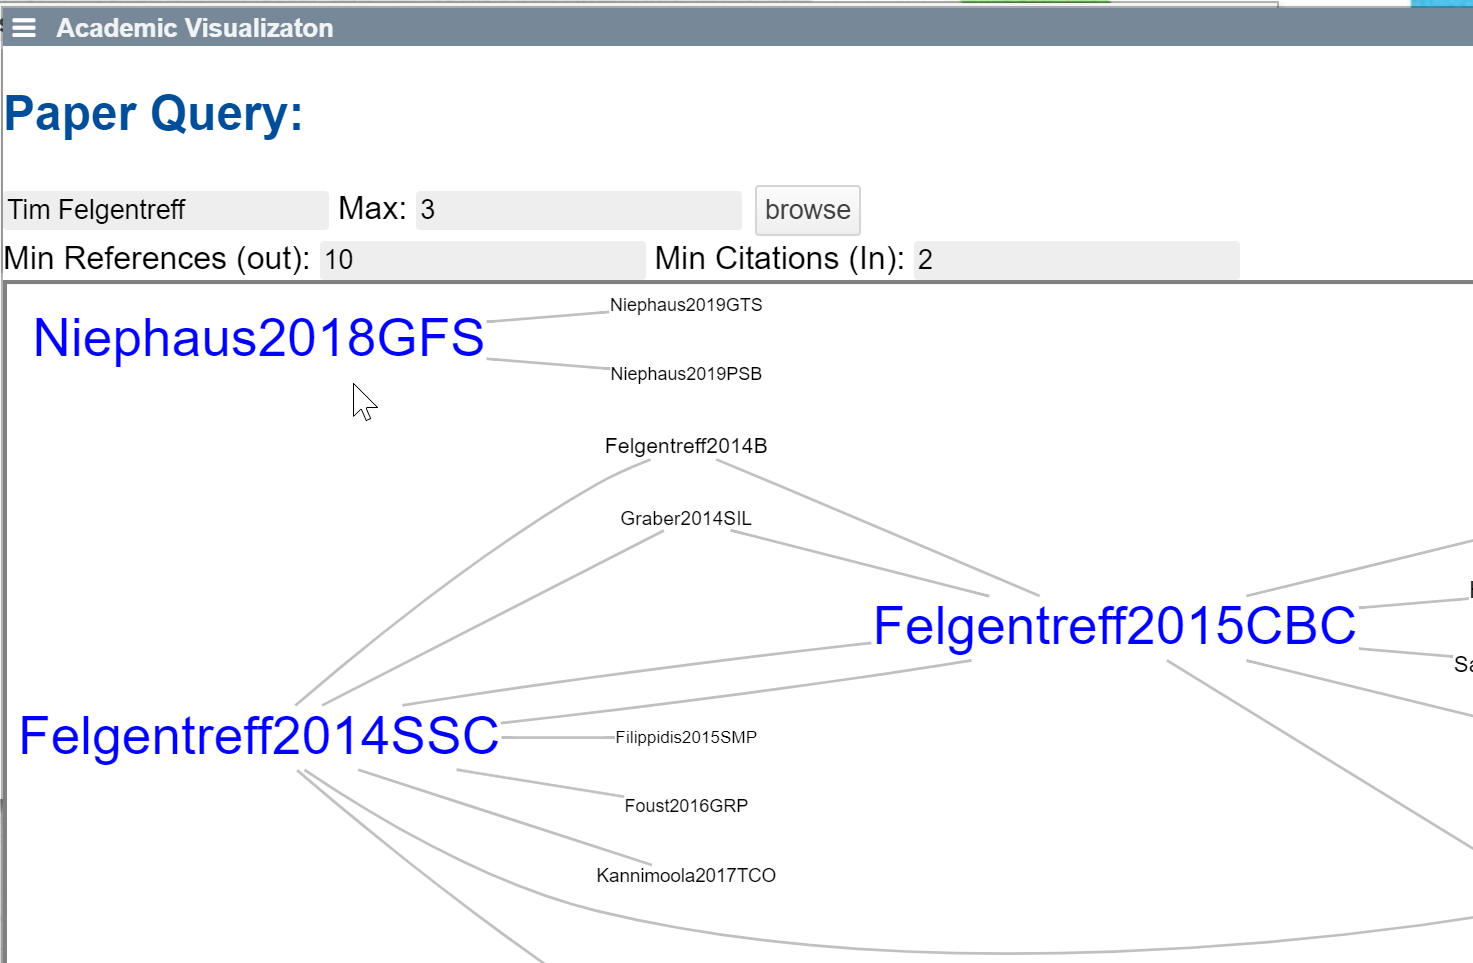 Academic Visualizaton
Paper Query:
Tim Felgentreff Max: 3 browse
Min References (out): 10 Min Citations (In): 2
Niephaus2019GTS
Niephaus2018GFS
Niephaus2019PSB
Felgentreff2014B
Graber2014SIL
Felgentreff2015CBC
Sa
Felgentreff2014SSC
Filippidis2015SMP
Foust2016GRP
Kannimoola2017TCO